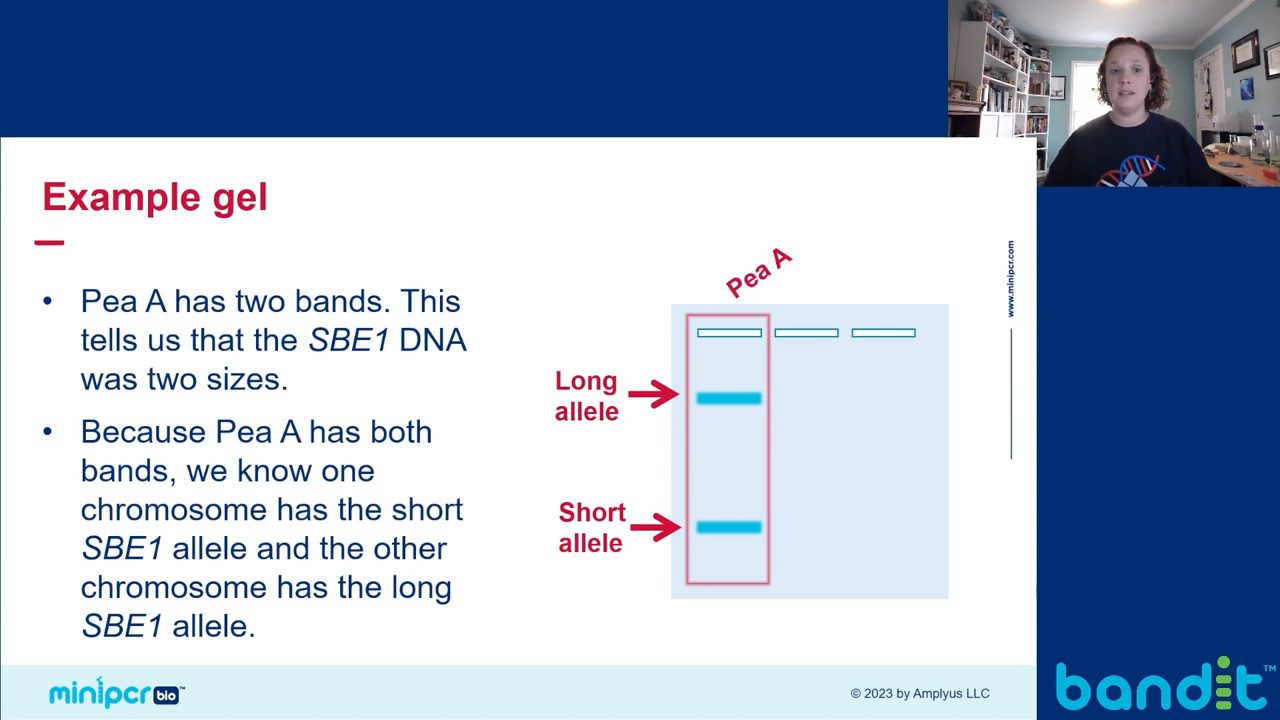 Example gel
• Pea A has two bands. This
tells us that the SBE1 DNA
was two sizes.
• Because Pea A has both
bands, we know one
chromosome has the short
SBE1 allele and the other
chromosome has the long
SBE1 allele.
Pea A
Long
allele
Short
allele
www.minipcr.com
minipcr bio™
© 2023 by Amplyus LLC
bandit™